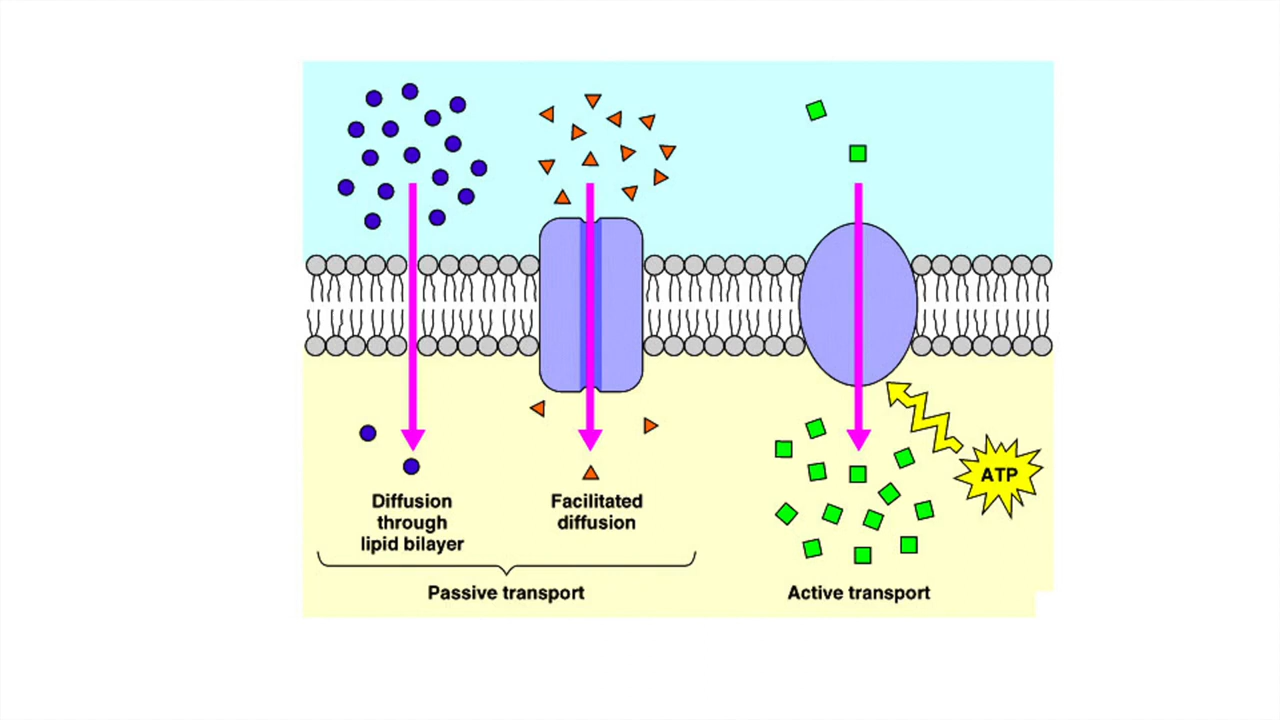 ATP
Diffusion
through
lipid bilayer
Facilitated
diffusion
Passive transport
Active transport